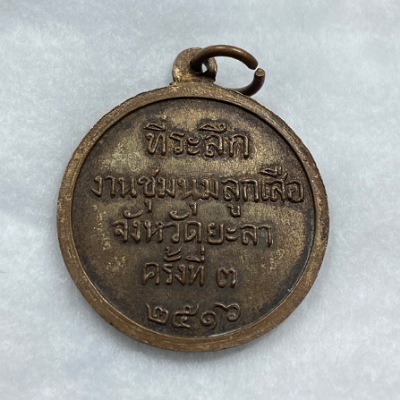 ที่ระลึก
งานชุมนุมลูกเสือ
จังหวัดยะลา
ครั้งที่ ๓
๒๕๑๖